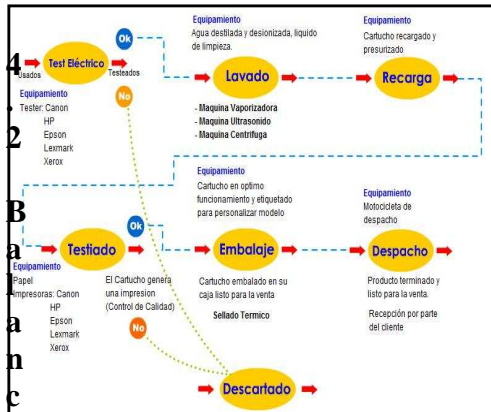 Equipamiento
Agua destilada y desionizada, liquido
de limpieza.
Equipamiento
Cartucho recargado y
presurizado
Ok
Usados
Test Eléctrico
Testeados
Lavado
Recarga
No
Equipamiento
Tester: Canon
HP
Epson
Lexmark
Xerox
- Maquina Vaporizadora
- Maquina Ultrasonido
- Maquina Centrífuga
4.2 Balanc
Equipamiento
Cartucho en optimo
funcionamiento y etiquetado
para personalizar modelo
Equipamiento
Motocicleta de
despacho
Ok
Testiado
Embalaje
Despacho
Equipamiento
Papel
Impresoras: Canon
HP
Epson
Lexmark
Xerox
El Cartucho genera
una impresion
(Control de Calidad)
No
Cartucho embalado en su
caja listo para la venta
Sellado Termico
Producto terminado y
listo para la venta.
Recepción por parte
del cliente
Descartado